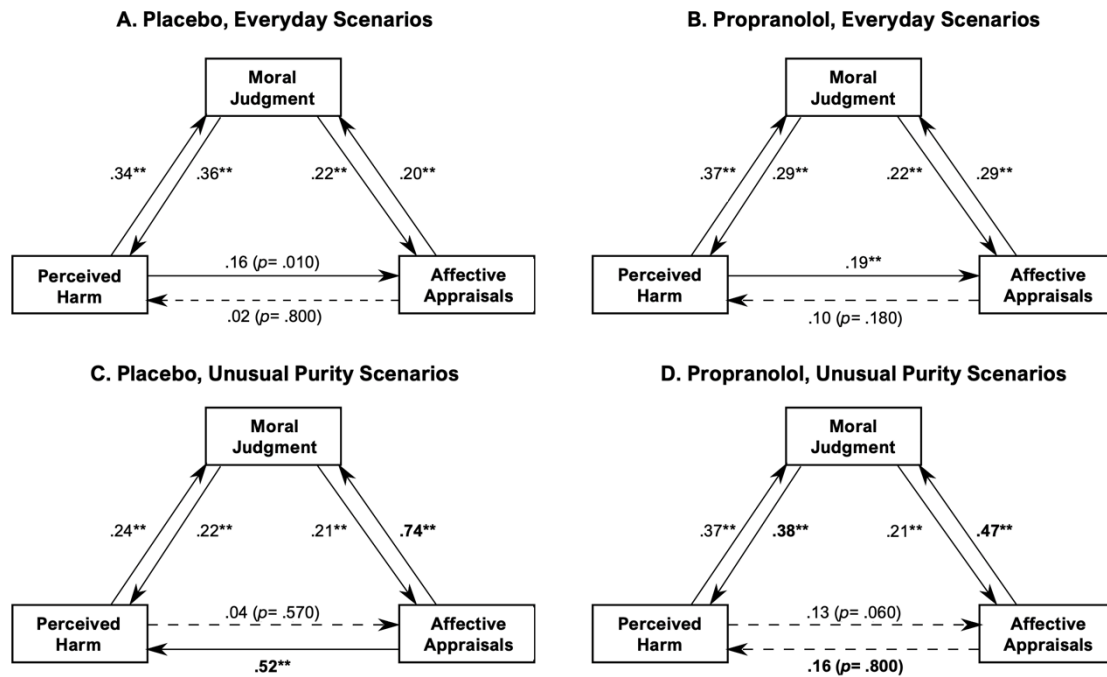 A. Placebo, Everyday Scenarios
Moral
Judgment
.34**
.36**
.22**
.20**
Perceived
Harm
.16 (p= .010)
.02 (p= .800)
Affective
Appraisals
B. Propranolol, Everyday Scenarios
Moral
Judgment
.37**
.29**
.22**
.29**
Perceived
Harm
.19**
.10 (p= .180)
Affective
Appraisals
C. Placebo, Unusual Purity Scenarios
Moral
Judgment
.24**
.22**
.21**
.74**
Perceived
Harm
.04 (p= .570)
.52**
Affective
Appraisals
D. Propranolol, Unusual Purity Scenarios
Moral
Judgment
.37**
.38**
.21**
.47**
Perceived
Harm
.13 (p= .060)
.16 (p= .800)
Affective
Appraisals